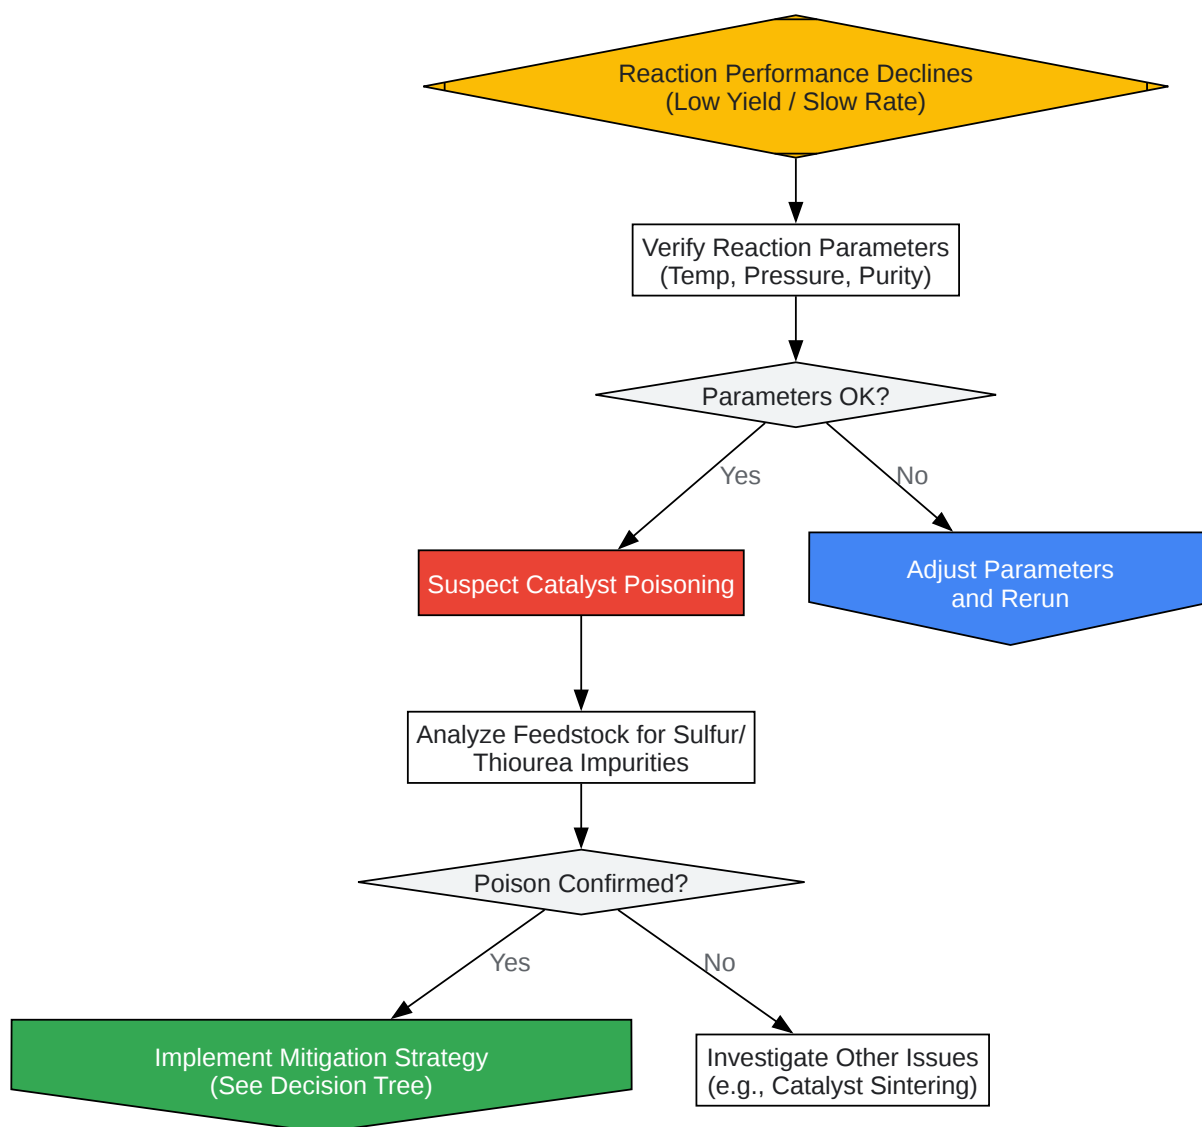 Reaction Performance Declines
(Low Yield / Slow Rate)
Verify Reaction Parameters
(Temp, Pressure, Purity)
Parameters OK?
Yes
No
Suspect Catalyst Poisoning
Adjust Parameters
and Rerun
Analyze Feedstock for Sulfur/
Thiourea Impurities
Poison Confirmed?
Yes
No
Implement Mitigation Strategy
(See Decision Tree)
Investigate Other Issues
(e.g., Catalyst Sintering)